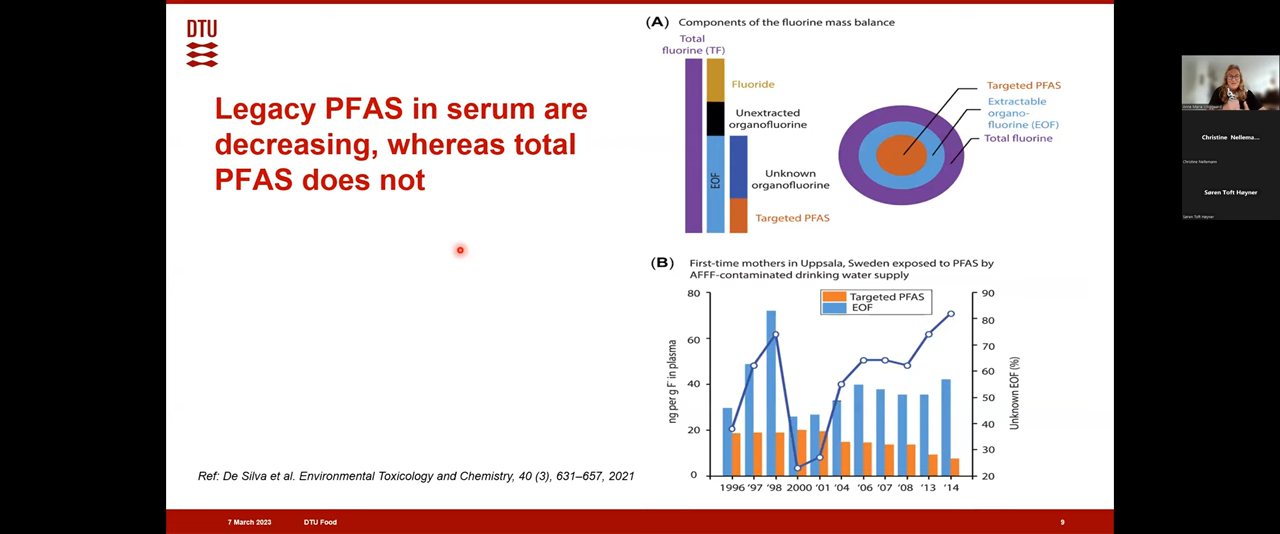 DTU
Legacy PFAS in serum are
decreasing, whereas total
PFAS does not
(A) Components of the fluorine mass balance
Total
fluorine (TF)
Fluoride
Unextracted
organofluorine
EOF
Unknown
organofluorine
Targeted PFAS
Targeted PFAS
Extractable
organo-
fluorine (EOF)
Total fluorine
(B) First-time mothers in Uppsala, Sweden exposed to PFAS by
AFFF-contaminated drinking water supply
Targeted PFAS
EOF
ng per g F in plasma
80
60
40
20
0
90
80
70
60
50
40
30
20
Unknown EOF (%)
1996 '97 '98 2000 '01 '04 '06 '07 '08 '13 '14
Ref: De Silva et al. Environmental Toxicology and Chemistry, 40 (3), 631–657, 2021
7 March 2023 DTU Food 9
Anne Marie
Christine Nellema...
Christine Nellemann
Søren Toft Høyner
Søren Toft Høyner